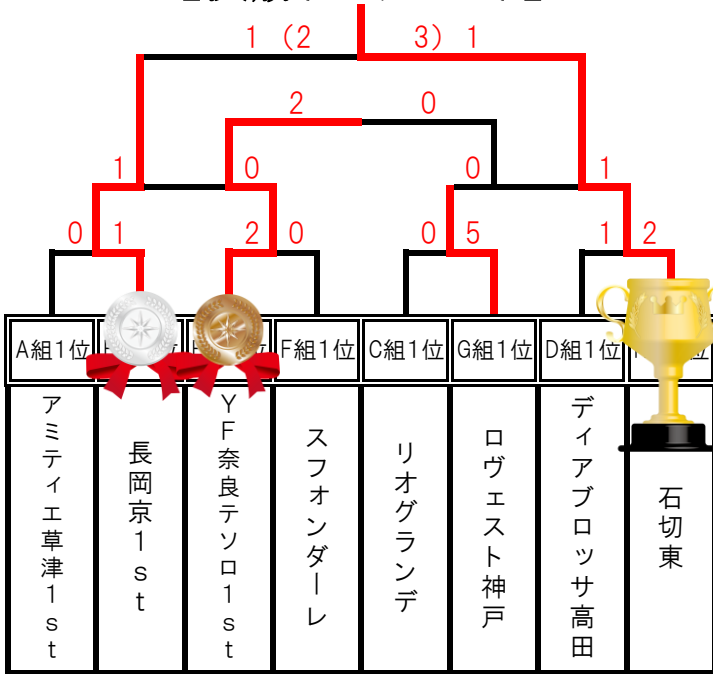 1 (2 3) 1
2 0
1 0 0 1
0 1 2 0 0 5 1 2
A組1位 F組1位 C組1位 G組1位 D組1位
アミティエ草津1st
長岡京1st
YF奈良テソロ1st
スフォンダーレ
リオグランデ
ロヴェスト神戸
ディアブロッサ高田
石切東